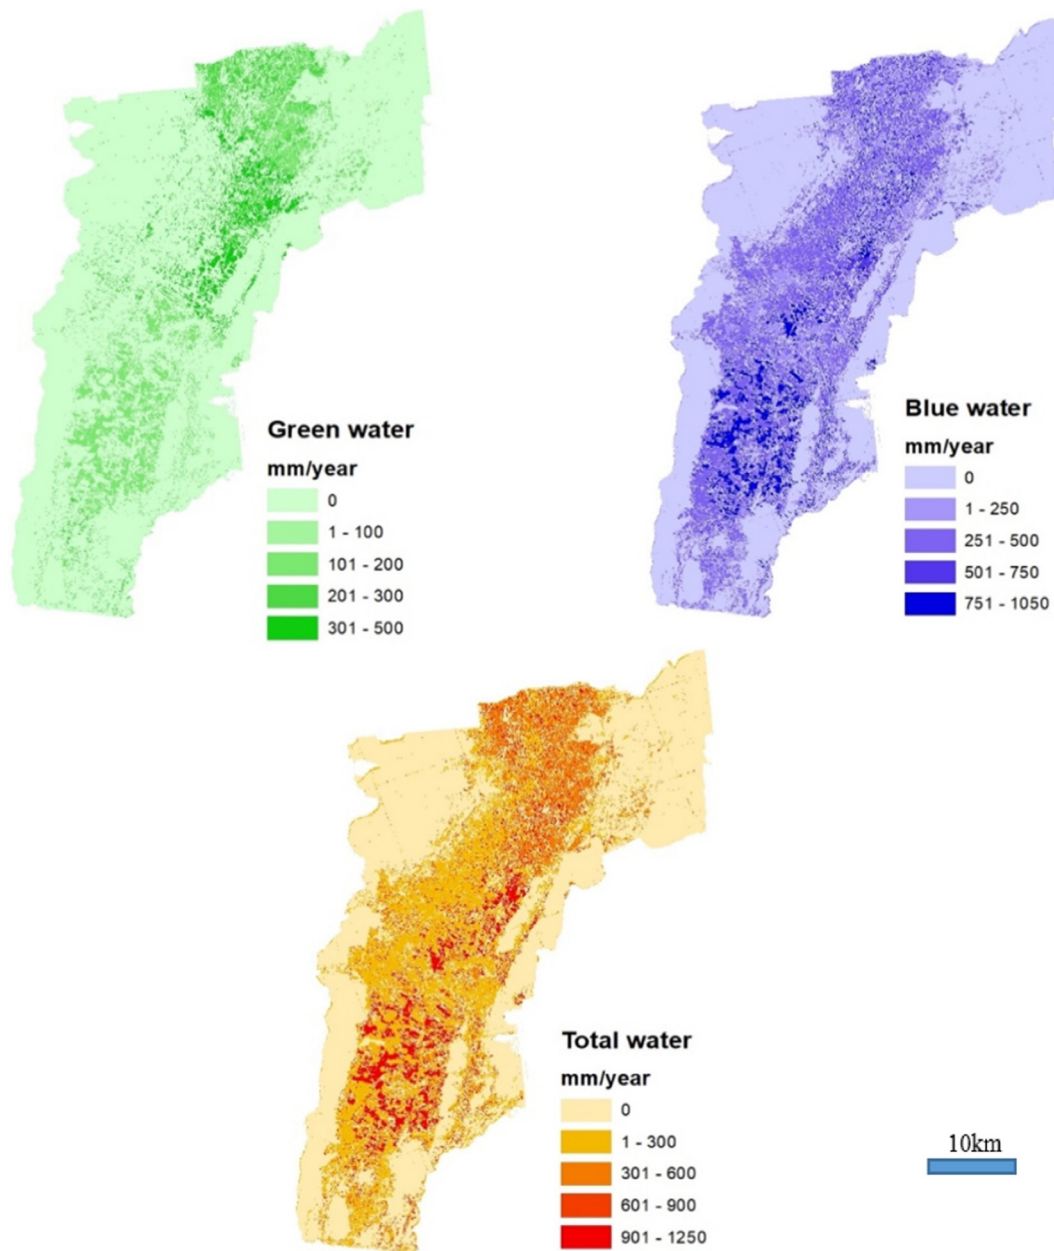 Green water
mm/year
0
1 - 100
101 - 200
201 - 300
301 - 500
Blue water
mm/year
0
1 - 250
251 - 500
501 - 750
751 - 1050
Total water
mm/year
0
1 - 300
301 - 600
601 - 900
901 - 1250
10km